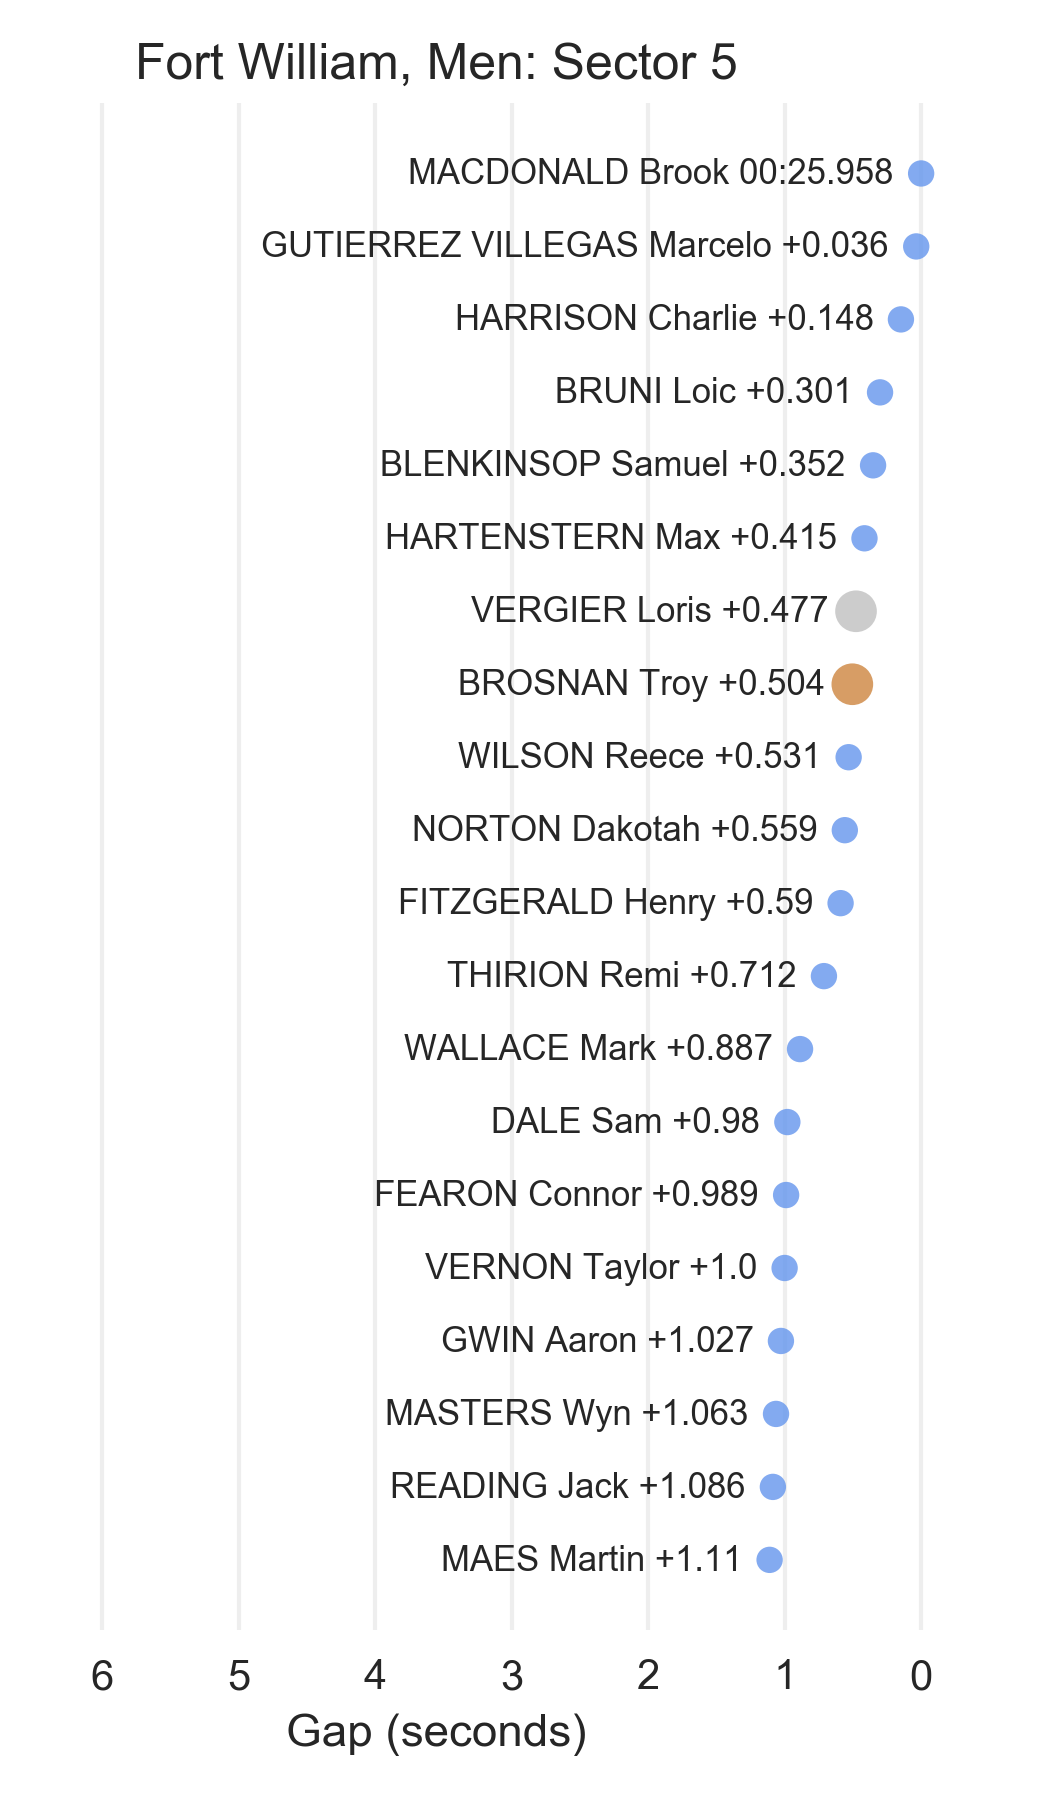 Fort William, Men: Sector 5
MACDONALD Brook 00:25.958
GUTIERREZ VILLEGAS Marcelo +0.036
HARRISON Charlie +0.148
BRUNI Loic +0.301
BLENKINSOP Samuel +0.352
HARTENSTERN Max +0.415
VERGIER Loris +0.477
BROSNAN Troy +0.504
WILSON Reece +0.531
NORTON Dakotah +0.559
FITZGERALD Henry +0.59
THIRION Remi +0.712
WALLACE Mark +0.887
DALE Sam +0.98
FEARON Connor +0.989
VERNON Taylor +1.0
GWIN Aaron +1.027
MASTERS Wyn +1.063
READING Jack +1.086
MAES Martin +1.11
6 5 4 3 2 1 0
Gap (seconds)